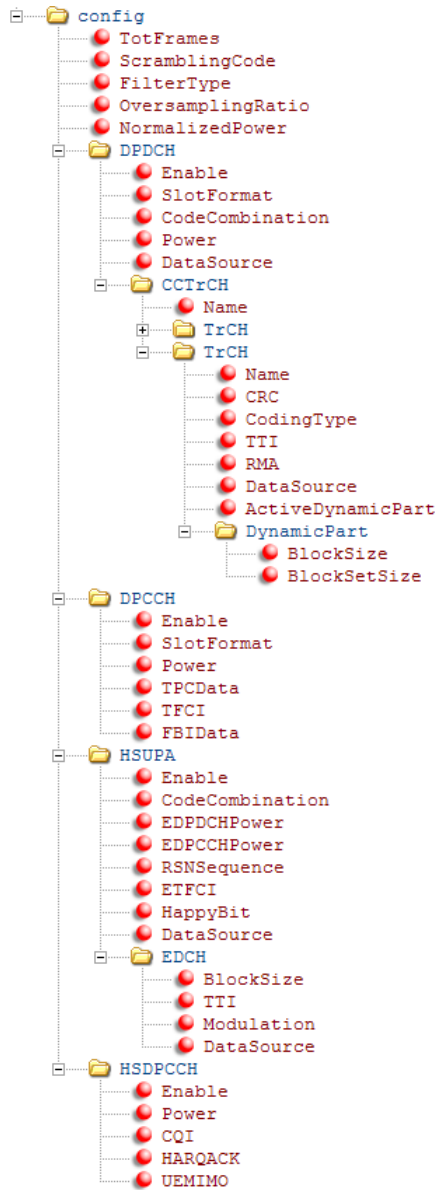 config
TotFrames
ScramblingCode
FilterType
OversamplingRatio
NormalizedPower
DPDCH
Enable
SlotFormat
CodeCombination
Power
DataSource
CCTrCH
Name
TrCH
TrCH
Name
CRC
CodingType
TTI
RMA
DataSource
ActiveDynamicPart
DynamicPart
BlockSize
BlockSetSize
DPCCH
Enable
SlotFormat
Power
TPCData
TFCI
FBIData
HSUPA
Enable
CodeCombination
EDPDCHPower
EDPCCHPower
RSNSequence
ETFCI
HappyBit
DataSource
EDCH
BlockSize
TTI
Modulation
DataSource
HSDPCCH
Enable
Power
CQI
HARQACK
UEMIMO